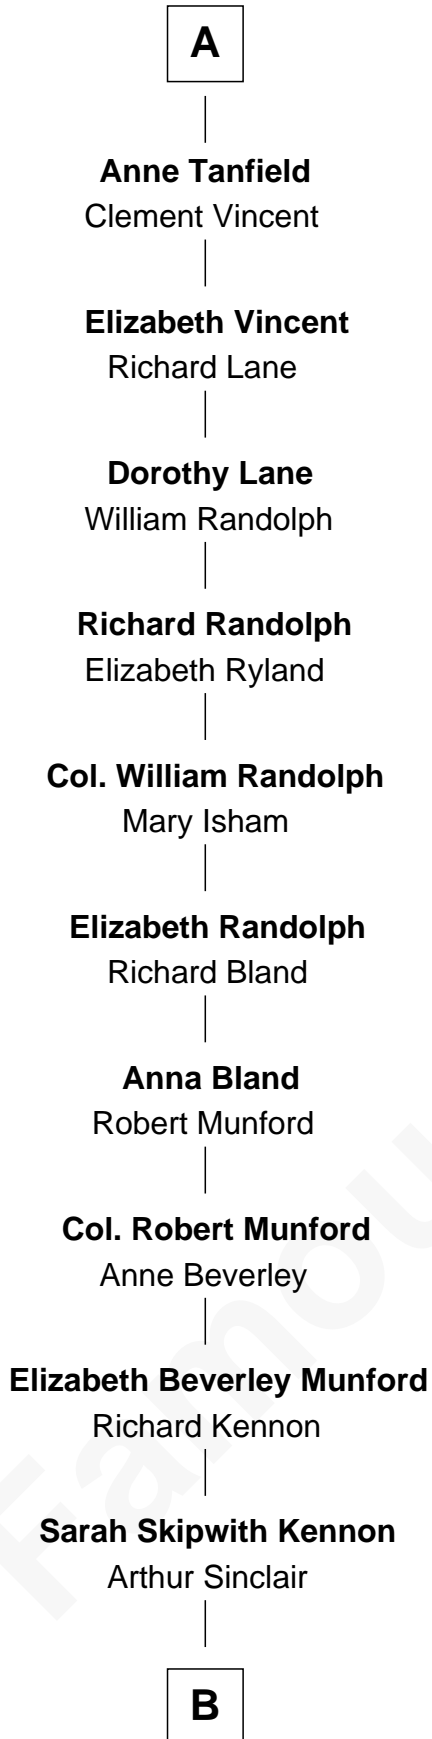 A
Anne Tanfield
Clement Vincent
Elizabeth Vincent
Richard Lane
Dorothy Lane
William Randolph
Richard Randolph
Elizabeth Ryland
Col. William Randolph
Mary Isham
Elizabeth Randolph
Richard Bland
Anna Bland
Robert Munford
Col. Robert Munford
Anne Beverley
Elizabeth Beverley Munford
Richard Kennon
Sarah Skipwith Kennon
Arthur Sinclair
B
Famou